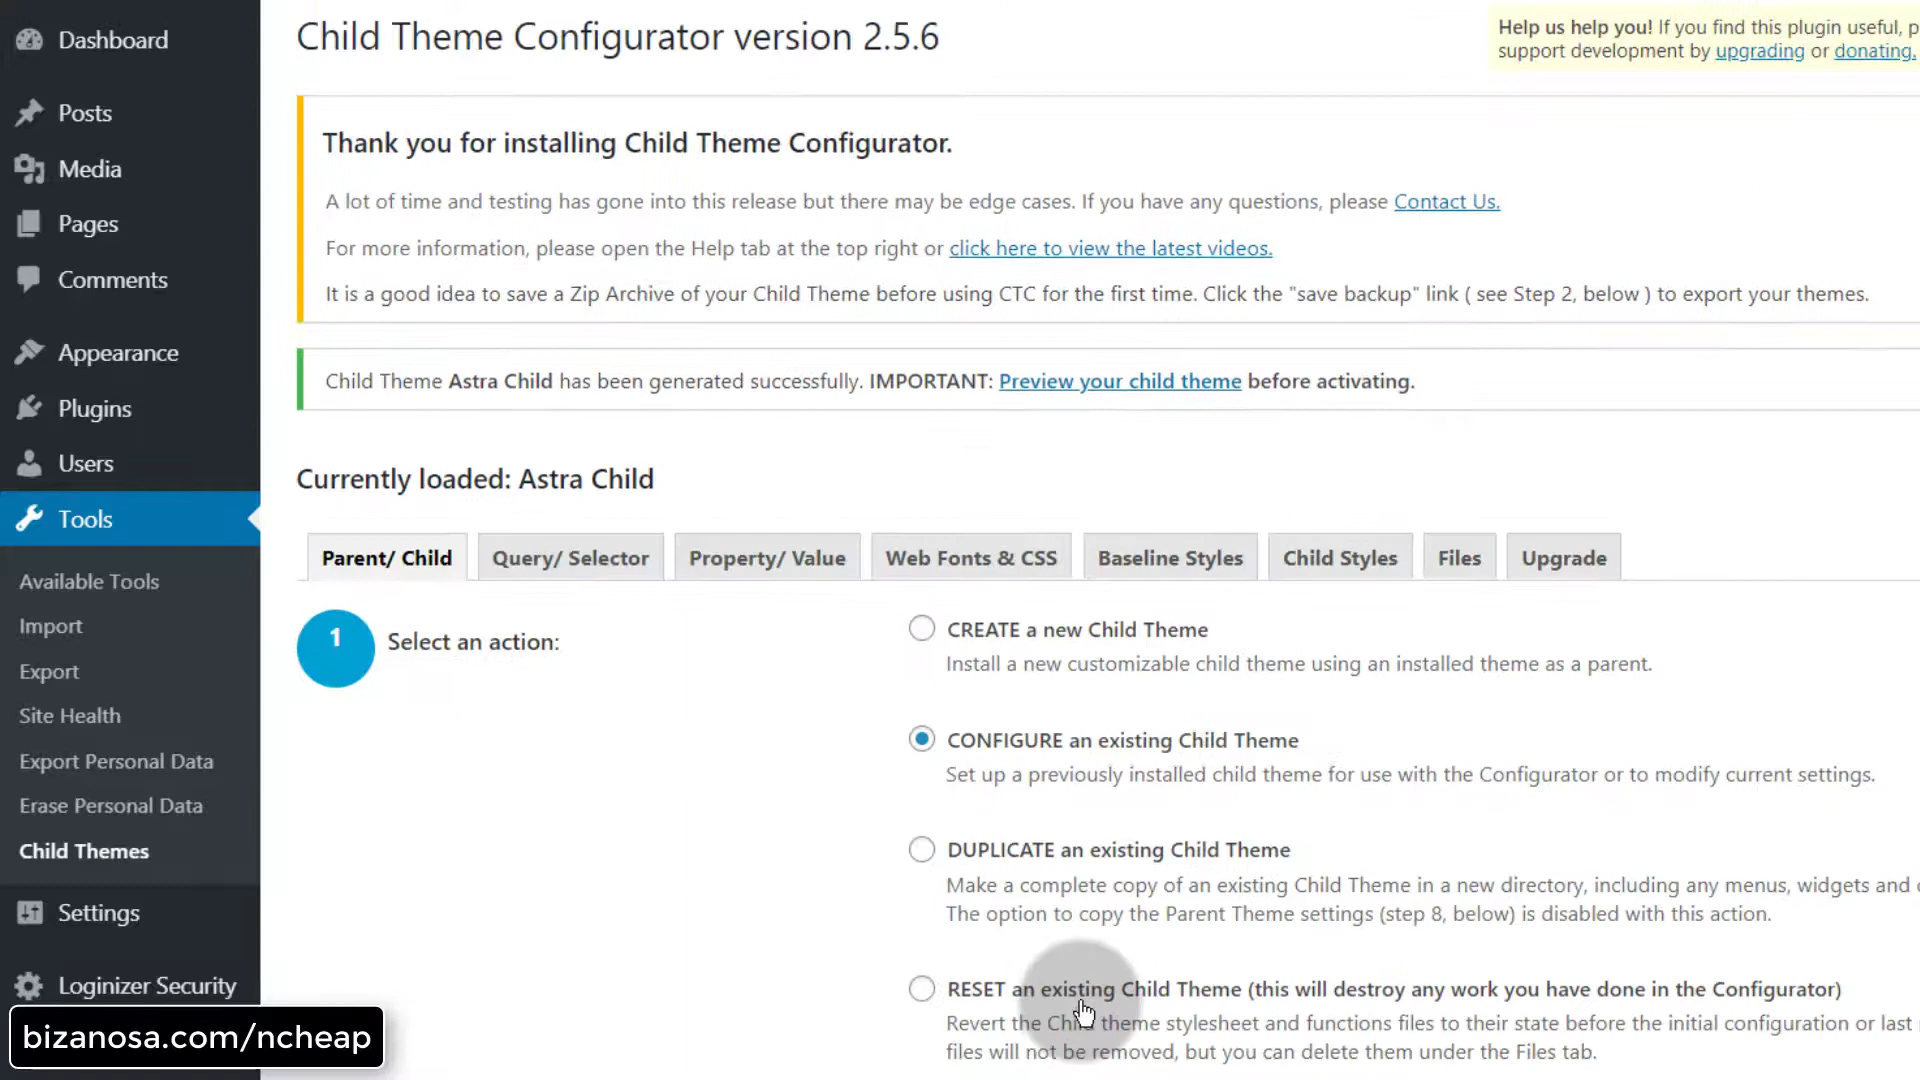 Dashboard
Posts
Media
Pages
Comments
Appearance
Plugins
Users
Tools
Available Tools
Import
Export
Site Health
Export Personal Data
Erase Personal Data
Child Themes
Settings
Loginizer Security
bizanosa.com/ncheap
Child Theme Configurator version 2.5.6
Help us help you! If you find this plugin useful, p
support development by upgrading or donating.
Thank you for installing Child Theme Configurator.
A lot of time and testing has gone into this release but there may be edge cases. If you have any questions, please Contact Us.
For more information, please open the Help tab at the top right or click here to view the latest videos.
It is a good idea to save a Zip Archive of your Child Theme before using CTC for the first time. Click the "save backup" link ( see Step 2, below ) to export your themes.
Child Theme Astra Child has been generated successfully. IMPORTANT: Preview your child theme before activating.
Currently loaded: Astra Child
Parent/ Child Query/ Selector Property/ Value Web Fonts & CSS Baseline Styles Child Styles Files Upgrade
1 Select an action:
CREATE a new Child Theme
Install a new customizable child theme using an installed theme as a parent.
CONFIGURE an existing Child Theme
Set up a previously installed child theme for use with the Configurator or to modify current settings.
DUPLICATE an existing Child Theme
Make a complete copy of an existing Child Theme in a new directory, including any menus, widgets and
The option to copy the Parent Theme settings (step 8, below) is disabled with this action.
RESET an existing Child Theme (this will destroy any work you have done in the Configurator)
Revert the Child theme stylesheet and functions files to their state before the initial configuration or last
files will not be removed, but you can delete them under the Files tab.